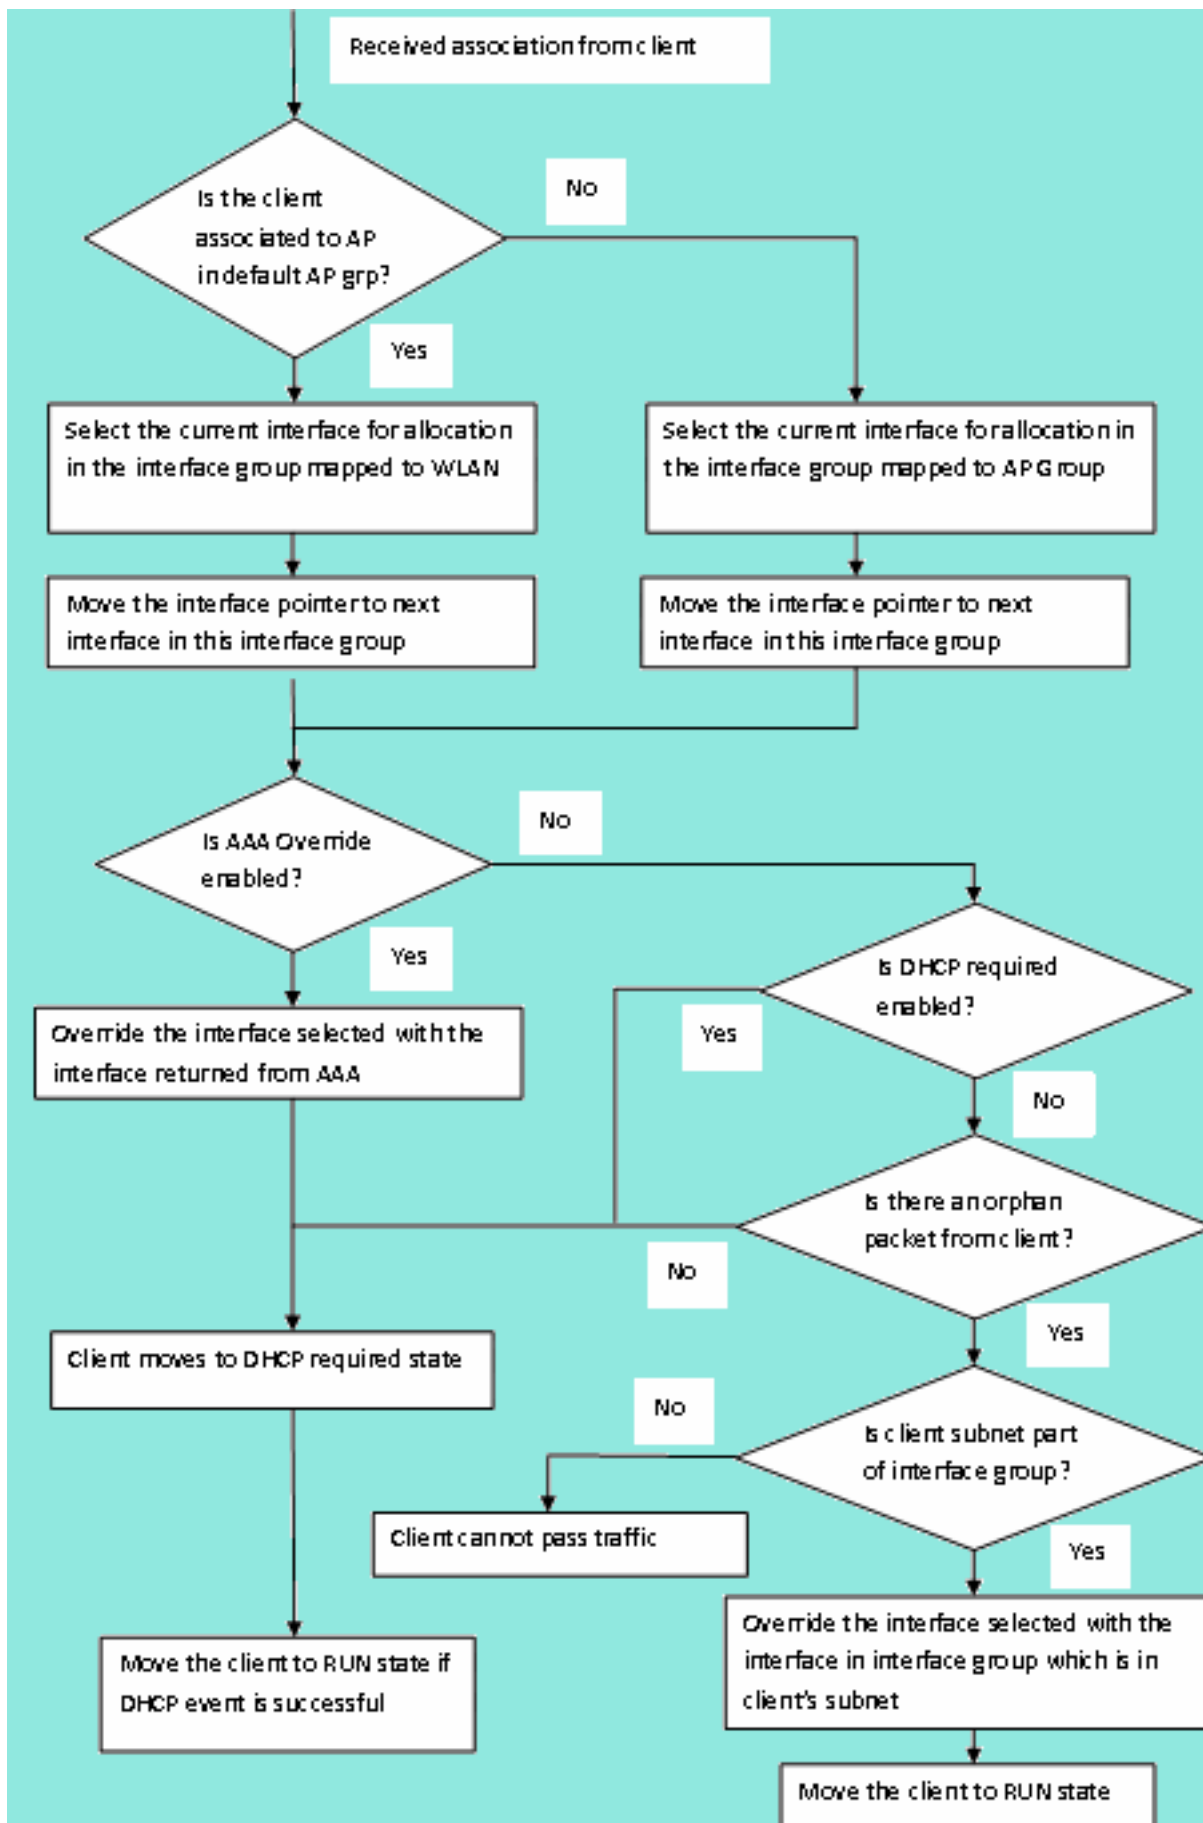 Received association from client
No
Is the client
associated to AP
in default AP grp?
Yes
Select the current interface for allocation
in the interface group mapped to WLAN
Select the current interface for allocation in
the interface group mapped to AP Group
Move the interface pointer to next
interface in this interface group
Move the interface pointer to next
interface in this interface group
No
Is AAA Override
enabled?
Yes
Is DHCP required
enabled?
Override the interface selected with the
interface returned from AAA
Yes
No
Is there an orphan
packet from client?
No
Yes
Client moves to DHCP required state
No
Is client subnet part
of interface group?
Client cannot pass traffic
Yes
Override the interface selected with the
interface in interface group which is in
client's subnet
Move the client to RUN state if
DHCP event is successful
Move the client to RUN state